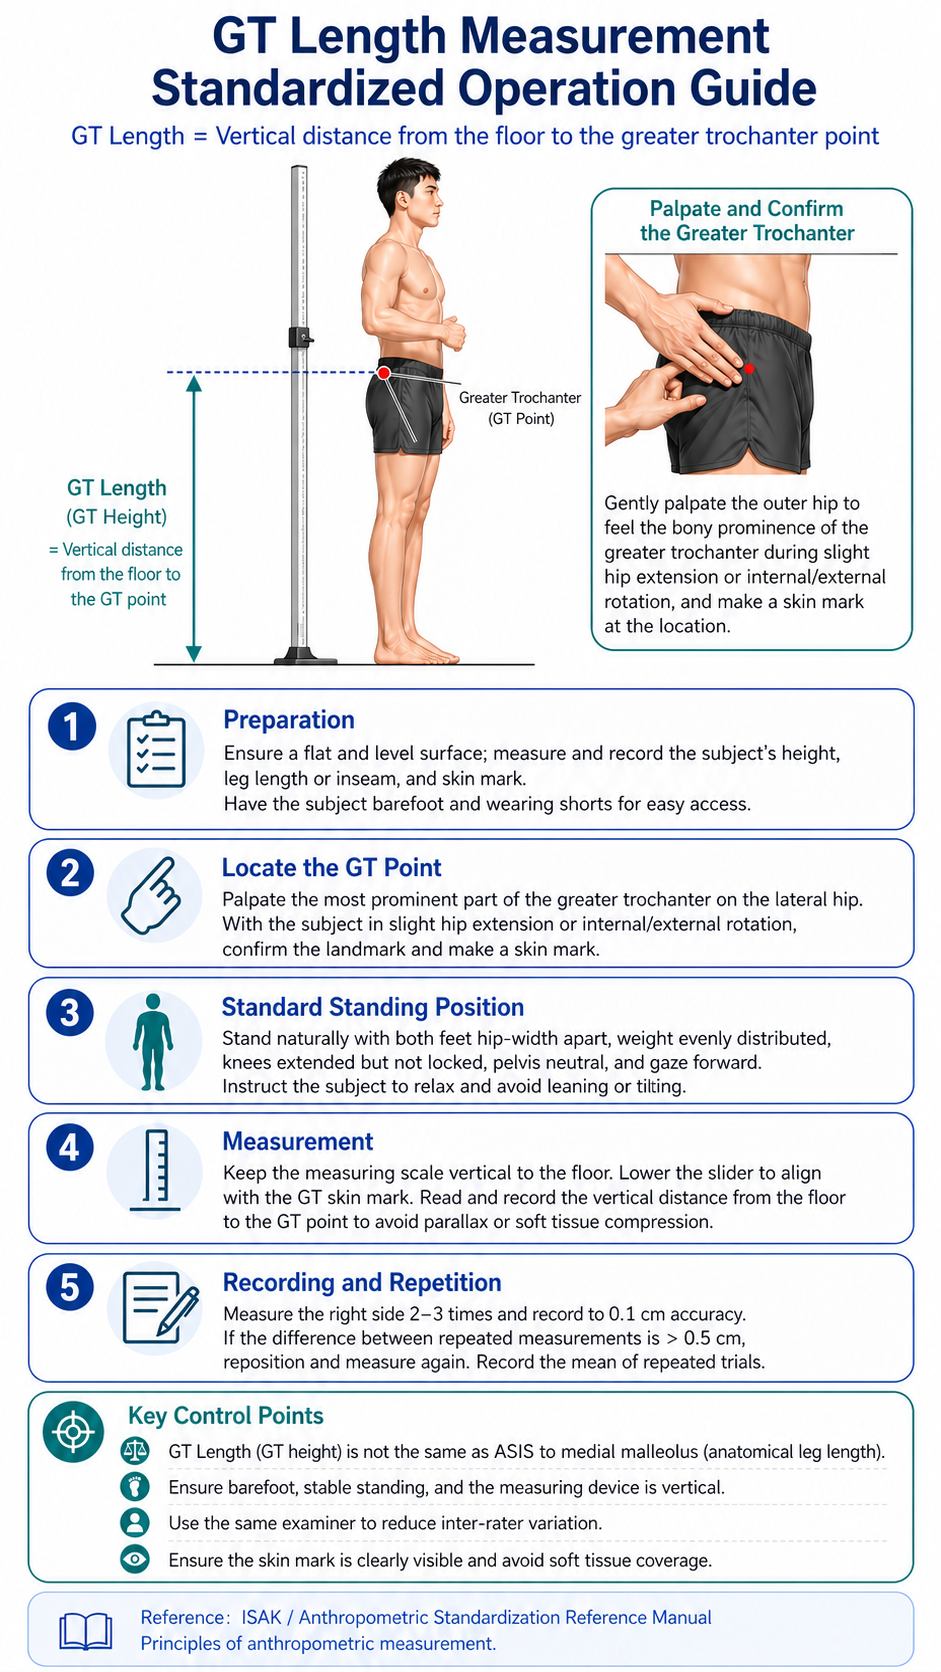 GT Length Measurement
Standardized Operation Guide
GT Length = Vertical distance from the floor to the greater trochanter point
Palpate and Confirm
the Greater Trochanter
Greater Trochanter
(GT Point)
GT Length
(GT Height)
= Vertical distance
from the floor to
the GT point
Gently palpate the outer hip to
feel the bony prominence of the
greater trochanter during slight
hip extension or internal/external
rotation, and make a skin mark
at the location.
1
Preparation
Ensure a flat and level surface; measure and record the subject's height,
leg length or inseam, and skin mark.
Have the subject barefoot and wearing shorts for easy access.
2
Locate the GT Point
Palpate the most prominent part of the greater trochanter on the lateral hip.
With the subject in slight hip extension or internal/external rotation,
confirm the landmark and make a skin mark.
3
Standard Standing Position
Stand naturally with both feet hip-width apart, weight evenly distributed,
knees extended but not locked, pelvis neutral, and gaze forward.
Instruct the subject to relax and avoid leaning or tilting.
4
Measurement
Keep the measuring scale vertical to the floor. Lower the slider to align
with the GT skin mark. Read and record the vertical distance from the floor
to the GT point to avoid parallax or soft tissue compression.
5
Recording and Repetition
Measure the right side 2–3 times and record to 0.1 cm accuracy.
If the difference between repeated measurements is > 0.5 cm,
reposition and measure again. Record the mean of repeated trials.
Key Control Points
GT Length (GT height) is not the same as ASIS to medial malleolus (anatomical leg length).
Ensure barefoot, stable standing, and the measuring device is vertical.
Use the same examiner to reduce inter-rater variation.
Ensure the skin mark is clearly visible and avoid soft tissue coverage.
Reference: ISAK / Anthropometric Standardization Reference Manual
Principles of anthropometric measurement.